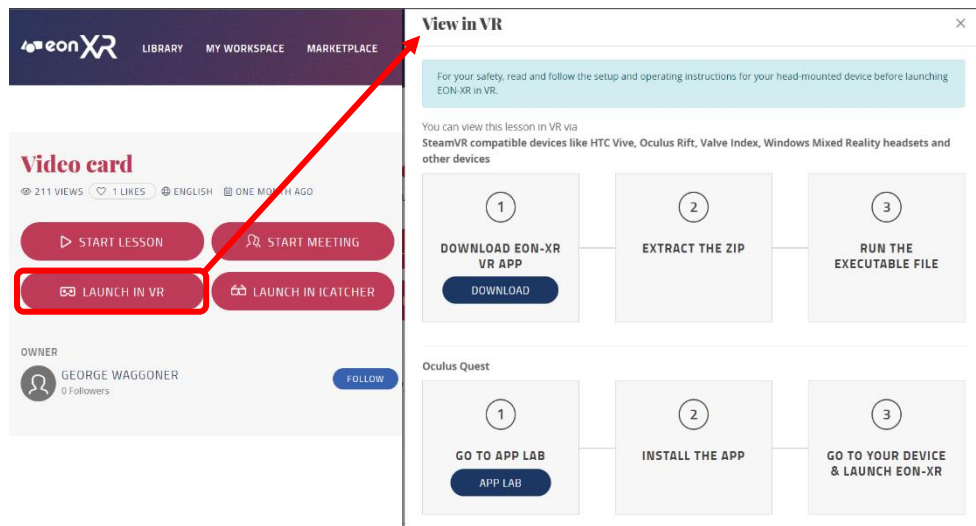 eonXR LIBRARY MY WORKSPACE MARKETPLACE
Video card
211 VIEWS 1 LIKES ENGLISH ONE MONTH AGO
START LESSON START MEETING
LAUNCH IN VR LAUNCH IN ICATCHER
OWNER
GEORGE WAGGONER
0 Followers
FOLLOW
View in VR
For your safety, read and follow the setup and operating instructions for your head-mounted device before launching
EON-XR in VR.
You can view this lesson in VR via
SteamVR compatible devices like HTC Vive, Oculus Rift, Valve Index, Windows Mixed Reality headsets and
other devices
1
DOWNLOAD EON-XR
VR APP
DOWNLOAD
2
EXTRACT THE ZIP
3
RUN THE
EXECUTABLE FILE
Oculus Quest
1
GO TO APP LAB
APP LAB
2
INSTALL THE APP
3
GO TO YOUR DEVICE
& LAUNCH EON-XR